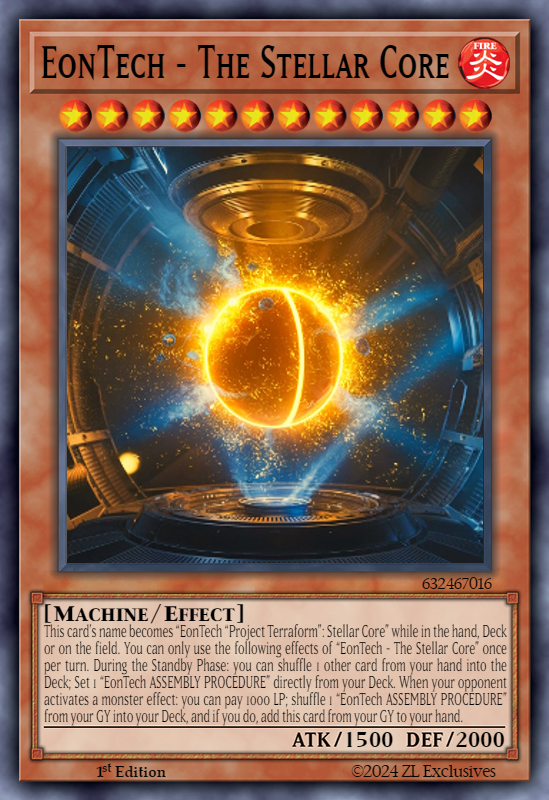 EonTech - The Stellar Core
FIRE
炎
632467016
[Machine/Effect]
This card's name becomes "EonTech "Project Terraform": Stellar Core" while in the hand, Deck
or on the field. You can only use the following effects of "EonTech - The Stellar Core" once
per turn. During the Standby Phase: you can shuffle 1 other card from your hand into the
Deck; Set 1 "EonTech ASSEMBLY PROCEDURE" directly from your Deck. When your opponent
activates a monster effect: you can pay 1000 LP; shuffle 1 "EonTech ASSEMBLY PROCEDURE"
from your GY into your Deck, and if you do, add this card from your GY to your hand.
ATK/1500 DEF/2000
1st Edition
©2024 ZL Exclusives